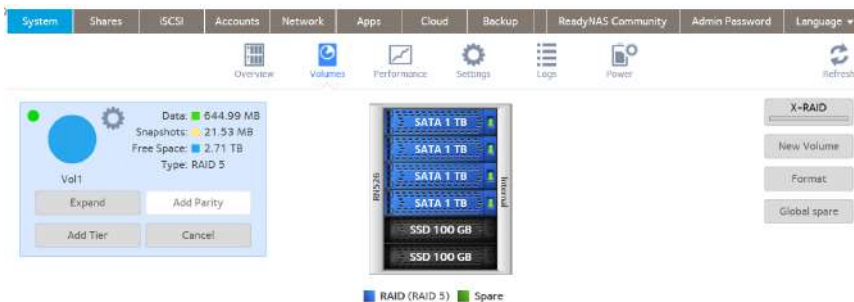 System Shares iSCSI Accounts Network Apps Cloud Backup ReadyNAS Community Admin Password Language
Overview Volumes Performance Settings Logs Power Refresh
Data: 644.99 MB
Snapshots: 21.53 MB
Free Space: 2.71 TB
Type: RAID 5
Vol1
Expand Add Parity
Add Tier Cancel
RN526
SATA 1 TB
SATA 1 TB
SATA 1 TB
SATA 1 TB
SSD 100 GB
SSD 100 GB
Internal
RAID (RAID 5) Spare
X-RAID
New Volume
Format
Global spare